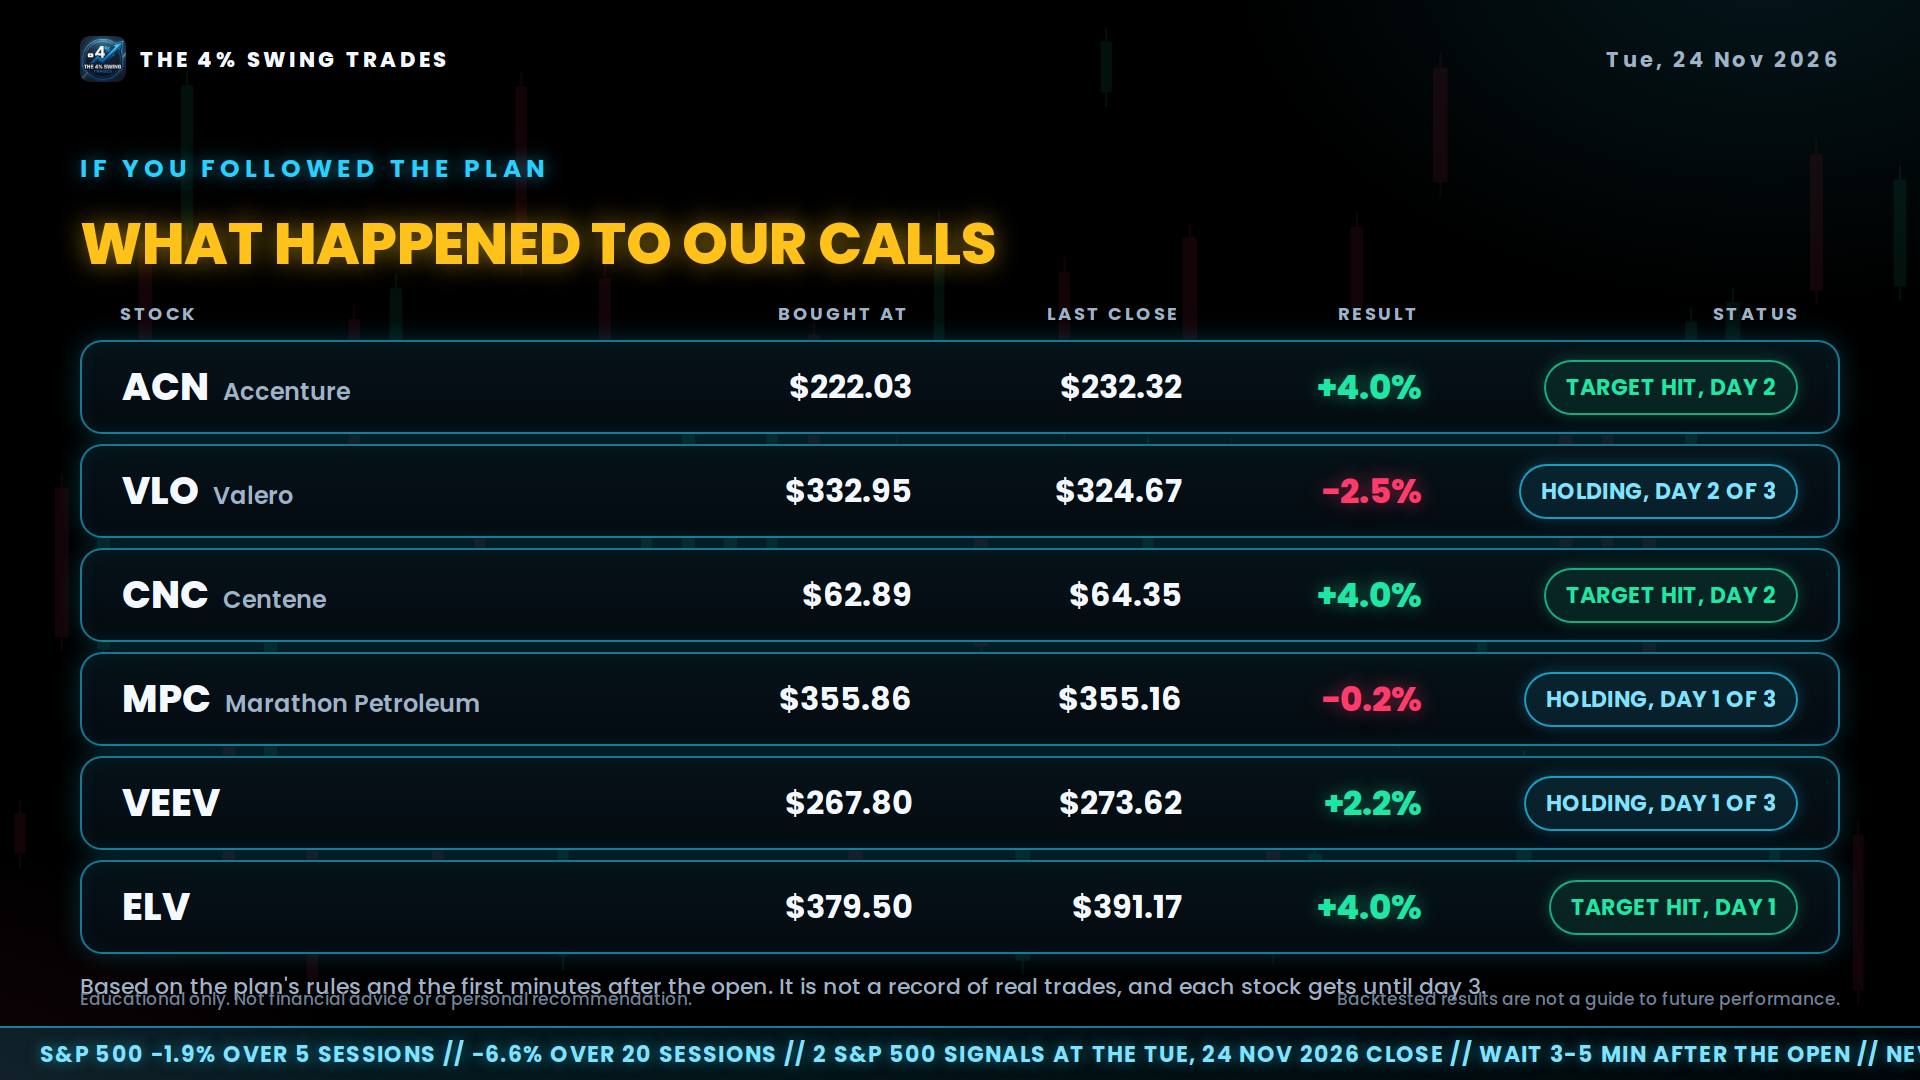 4%
THE 4% SWING
THE 4% SWING TRADES
Tue, 24 Nov 2026
IF YOU FOLLOWED THE PLAN
WHAT HAPPENED TO OUR CALLS
STOCK BOUGHT AT LAST CLOSE RESULT STATUS
ACN Accenture $222.03 $232.32 +4.0% TARGET HIT, DAY 2
VLO Valero $332.95 $324.67 −2.5% HOLDING, DAY 2 OF 3
CNC Centene $62.89 $64.35 +4.0% TARGET HIT, DAY 2
MPC Marathon Petroleum $355.86 $355.16 −0.2% HOLDING, DAY 1 OF 3
VEEV $267.80 $273.62 +2.2% HOLDING, DAY 1 OF 3
ELV $379.50 $391.17 +4.0% TARGET HIT, DAY 1
Based on the plan's rules and the first minutes after the open. It is not a record of real trades, and each stock gets until day 3.
Educational only. Not financial advice or a personal recommendation. Backtested results are not a guide to future performance.
S&P 500 −1.9% OVER 5 SESSIONS // −6.6% OVER 20 SESSIONS // 2 S&P 500 SIGNALS AT THE TUE, 24 NOV 2026 CLOSE // WAIT 3–5 MIN AFTER THE OPEN //